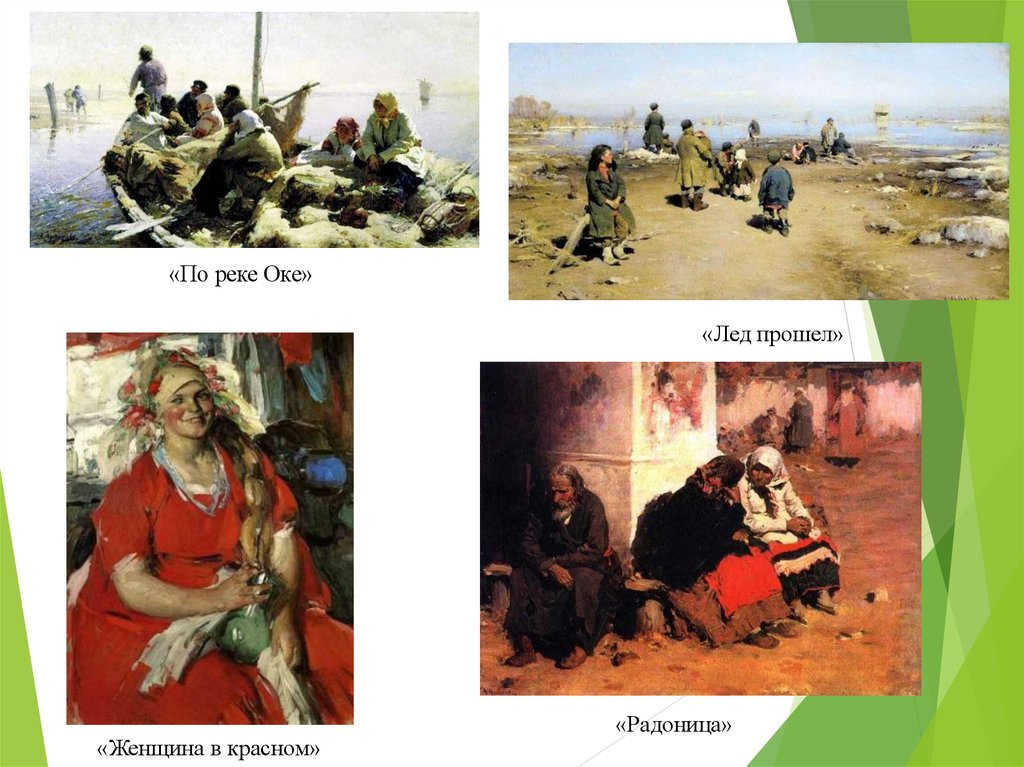 «По реке Оке»
«Лед прошел»
«Радоница»
«Женщина в красном»